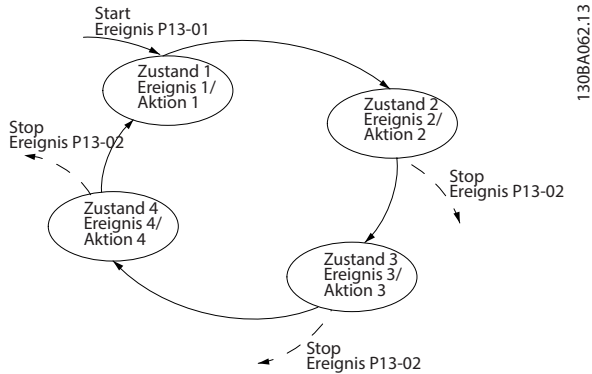 Start
Ereignis P13-01
130BA062.13
Zustand 1
Ereignis 1/
Aktion 1
Zustand 2
Ereignis 2/
Aktion 2
Stop
Ereignis P13-02
Stop
Ereignis P13-02
Zustand 4
Ereignis 4/
Aktion 4
Zustand 3
Ereignis 3/
Aktion 3
Stop
Ereignis P13-02